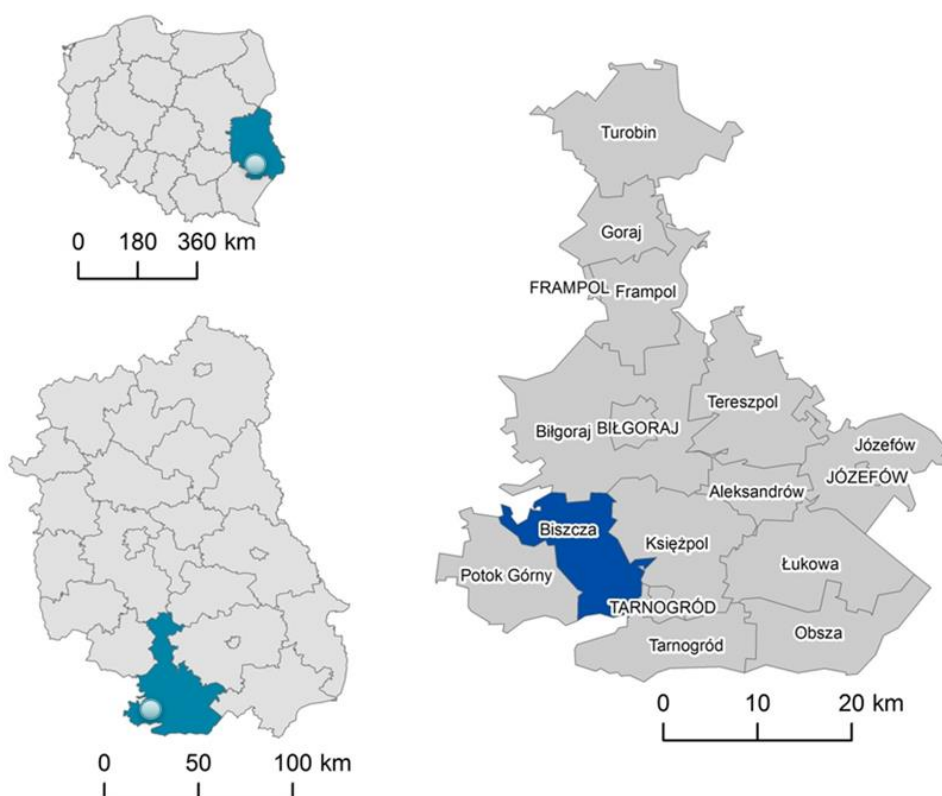 0 180 360 km
Turobin
Goraj
FRAMPOL Frampol
Tereszpol
Biłgoraj BIŁGORAJ
Józefów
JÓZEFÓW
Aleksandrów
Biszcza
Księżpol
Łukowa
Potok Górny
TARNOGRÓD
Tarnogród
Obsza
0 10 20 km
0 50 100 km